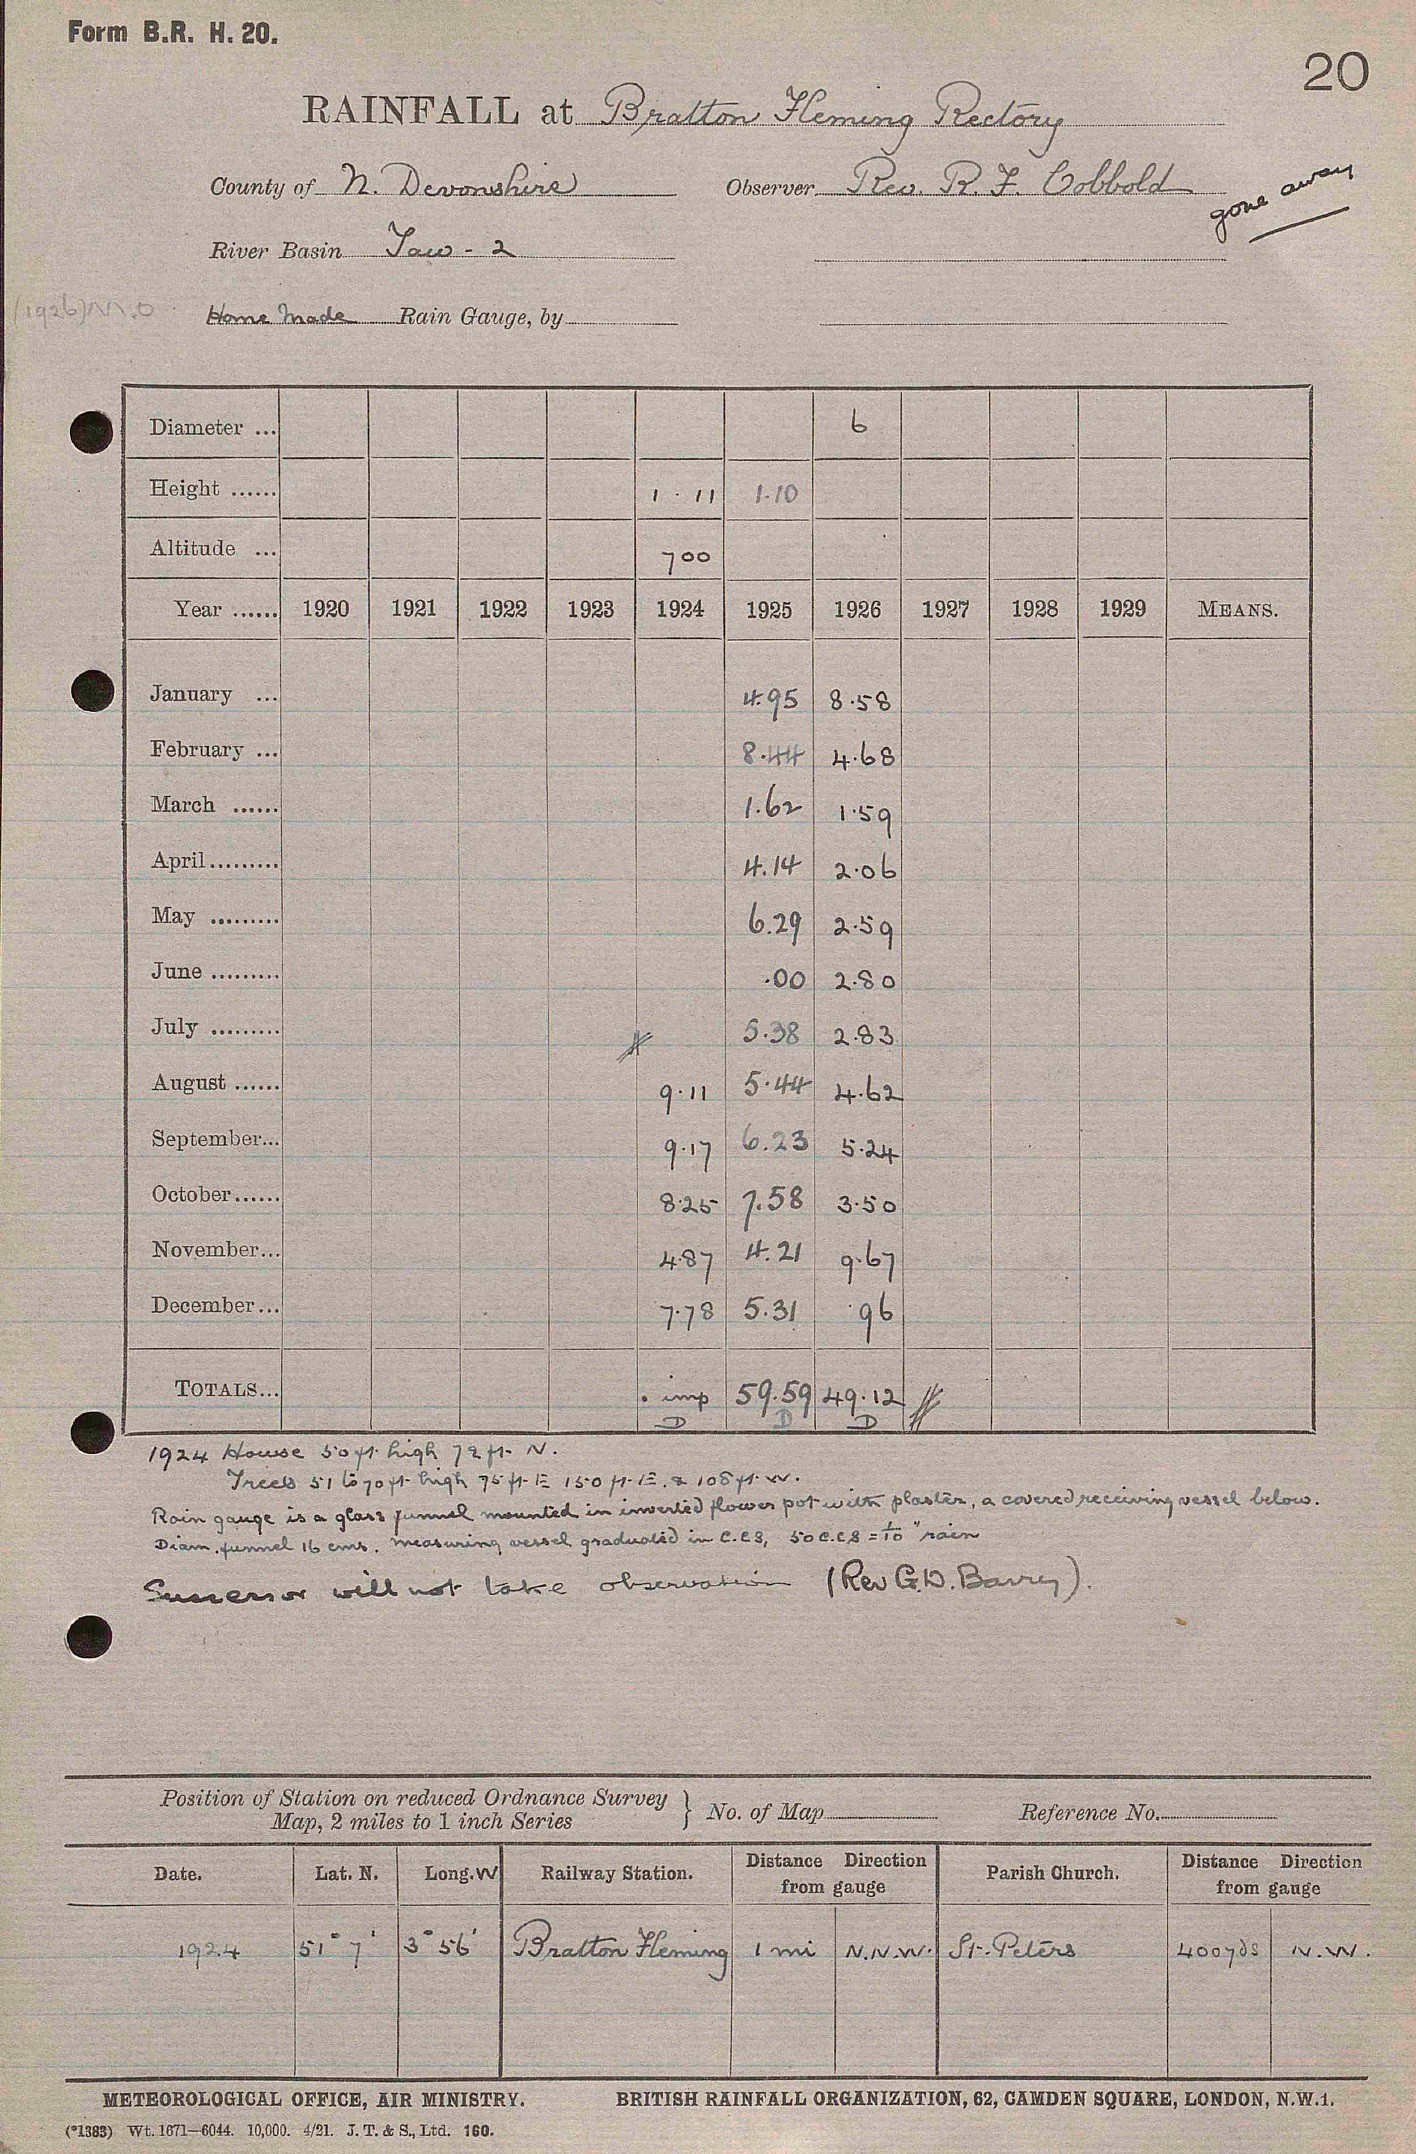 Form B.R. H. 20.
20
RAINFALL at Bratton Fleming Rectory
County of N. Devonshire Observer Rev. R. F. Cobbold
gone away
River Basin Taw - 2
(1926) M.O
Home Made Rain Gauge, by
Diameter ... 6
Height ...... 1 · 11 1·10
Altitude ... 700
Year ...... 1920 1921 1922 1923 1924 1925 1926 1927 1928 1929 MEANS.
January ... 4.95 8·58
February ... 8·44 4·68
March ...... 1.62 1·59
April ......... 4.14 2·06
May ......... 6.29 2·59
June ......... .00 2·80
July ......... 5.38 2·83
August ...... 9·11 5·44 4·62
September... 9·17 6.23 5·24
October...... 8·25 7.58 3·50
November... 4·87 4.21 9·67
December... 7·78 5.31 ·96
TOTALS... · imp 59.59 49·12
D D D
1924 House 50 ft high 72 ft N.
Trees 51 to 70 ft high 75 ft E 150 ft E. & 108 ft W.
Rain gauge is a glass funnel mounted in inverted flower pot with plaster, a covered receiving vessel below.
Diam. funnel 16 cms. measuring vessel graduated in c.cs, 50 c.cs = 1/10" rain
Successor will not take observation (Rev G.D. Barry).
Position of Station on reduced Ordnance Survey
Map, 2 miles to 1 inch Series } No. of Map Reference No.
Date. Lat. N. Long. W Railway Station. Distance Direction from gauge Parish Church. Distance Direction from gauge
1924 51° 7' 3° 56' Bratton Fleming 1 mi N.N.W. St. Peters 400 yds N.W.
METEOROLOGICAL OFFICE, AIR MINISTRY. BRITISH RAINFALL ORGANIZATION, 62, CAMDEN SQUARE, LONDON, N.W.1.
(*1383) Wt. 1671—6044. 10,000. 4/21. J. T. & S., Ltd. 160.